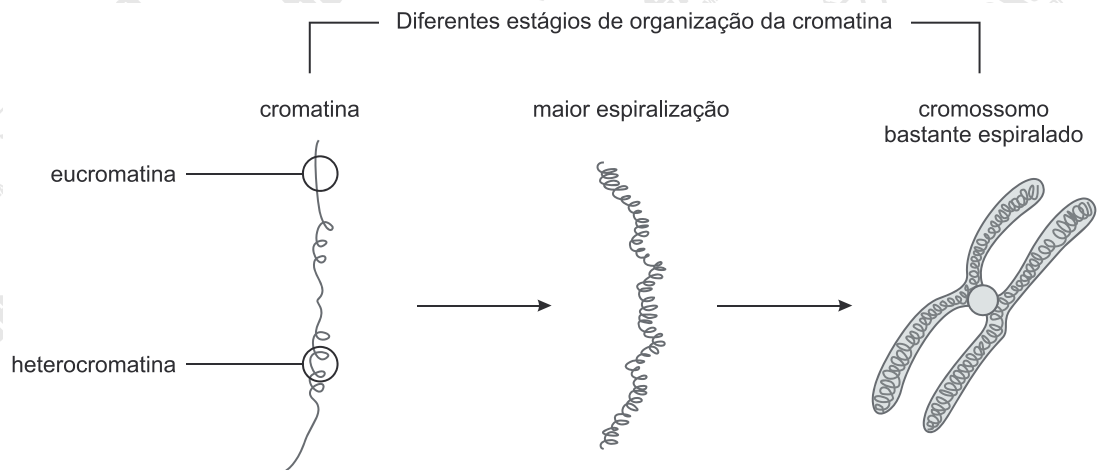 Diferentes estágios de organização da cromatina
cromatina
maior espiralização
cromossomo
bastante espiralado
eucromatina
heterocromatina